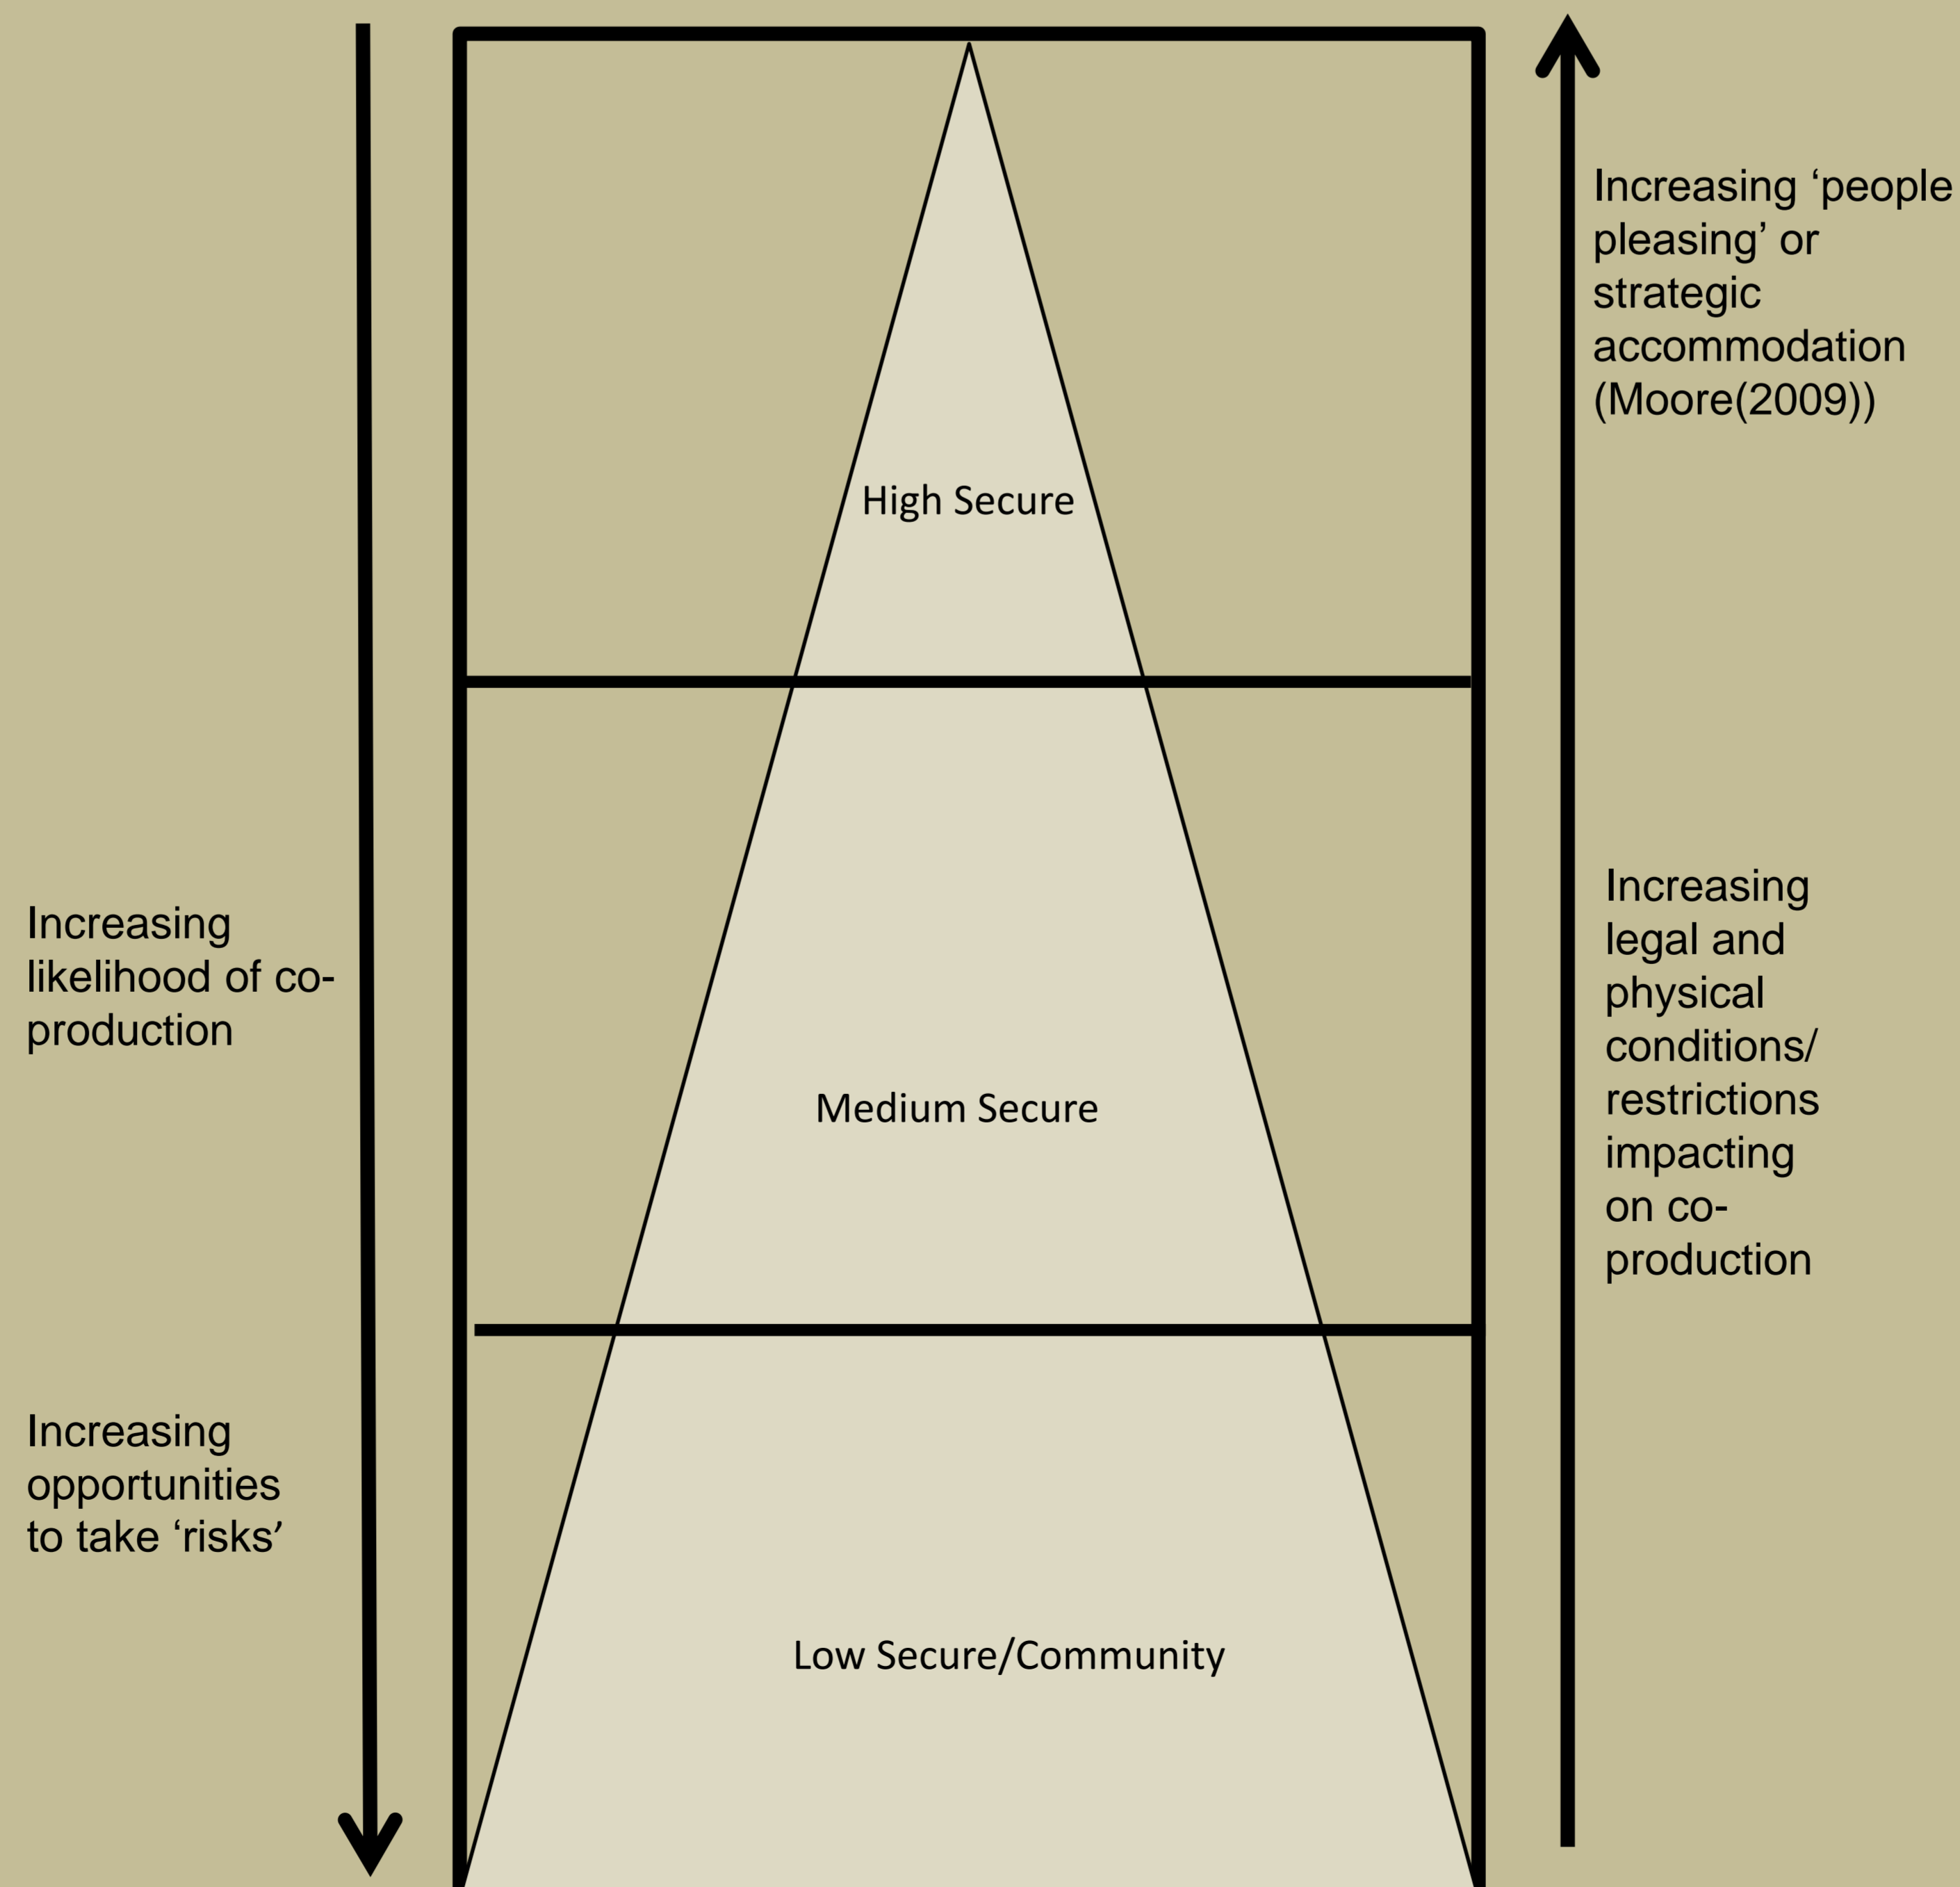 Increasing ‘people
pleasing’ or
strategic
accommodation
(Moore(2009))
High Secure
Increasing
likelihood of co-
production
Increasing
legal and
physical
conditions/
restrictions
impacting
on co-
production
Medium Secure
Increasing
opportunities
to take ‘risks’
Low Secure/Community